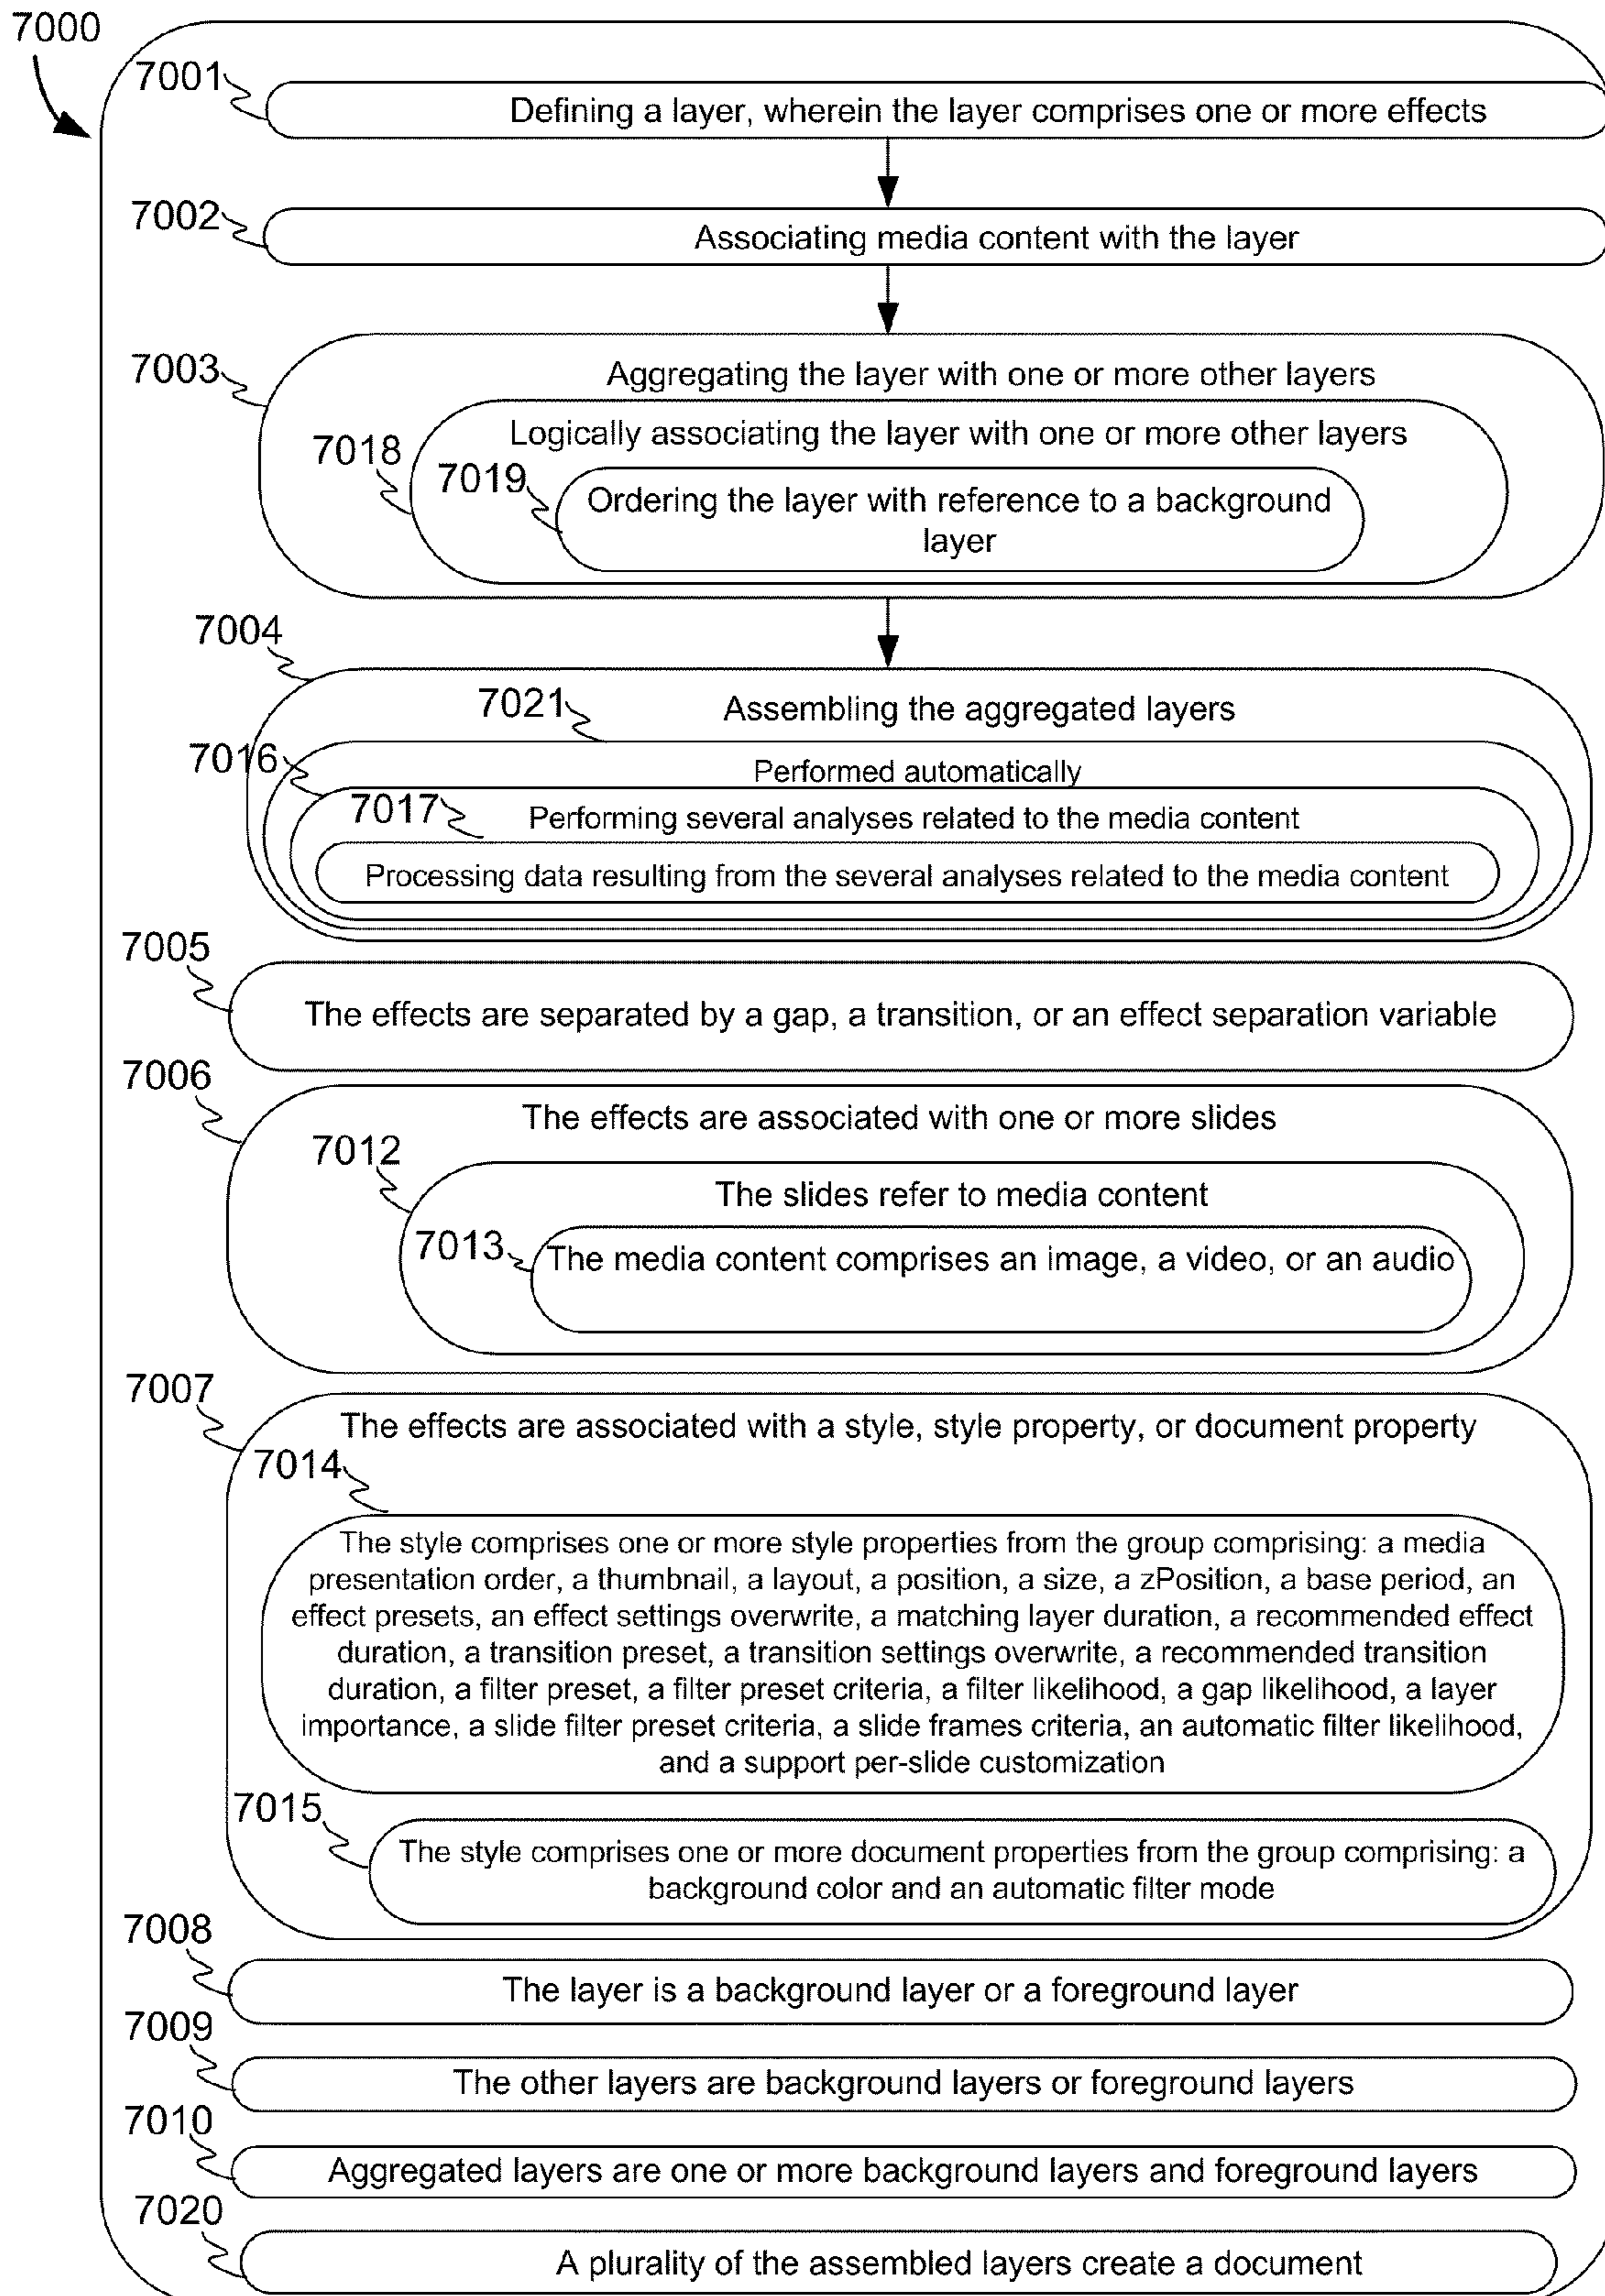 7000
7001
Defining a layer, wherein the layer comprises one or more effects
7002
Associating media content with the layer
7003
Aggregating the layer with one or more other layers
7018
Logically associating the layer with one or more other layers
7019
Ordering the layer with reference to a background
layer
7004
7021
Assembling the aggregated layers
7016
Performed automatically
7017
Performing several analyses related to the media content
Processing data resulting from the several analyses related to the media content
7005
The effects are separated by a gap, a transition, or an effect separation variable
7006
The effects are associated with one or more slides
7012
The slides refer to media content
7013
The media content comprises an image, a video, or an audio
7007
The effects are associated with a style, style property, or document property
7014
The style comprises one or more style properties from the group comprising: a media
presentation order, a thumbnail, a layout, a position, a size, a zPosition, a base period, an
effect presets, an effect settings overwrite, a matching layer duration, a recommended effect
duration, a transition preset, a transition settings overwrite, a recommended transition
duration, a filter preset, a filter preset criteria, a filter likelihood, a gap likelihood, a layer
importance, a slide filter preset criteria, a slide frames criteria, an automatic filter likelihood,
and a support per-slide customization
7015
The style comprises one or more document properties from the group comprising: a
background color and an automatic filter mode
7008
The layer is a background layer or a foreground layer
7009
The other layers are background layers or foreground layers
7010
Aggregated layers are one or more background layers and foreground layers
7020
A plurality of the assembled layers create a document